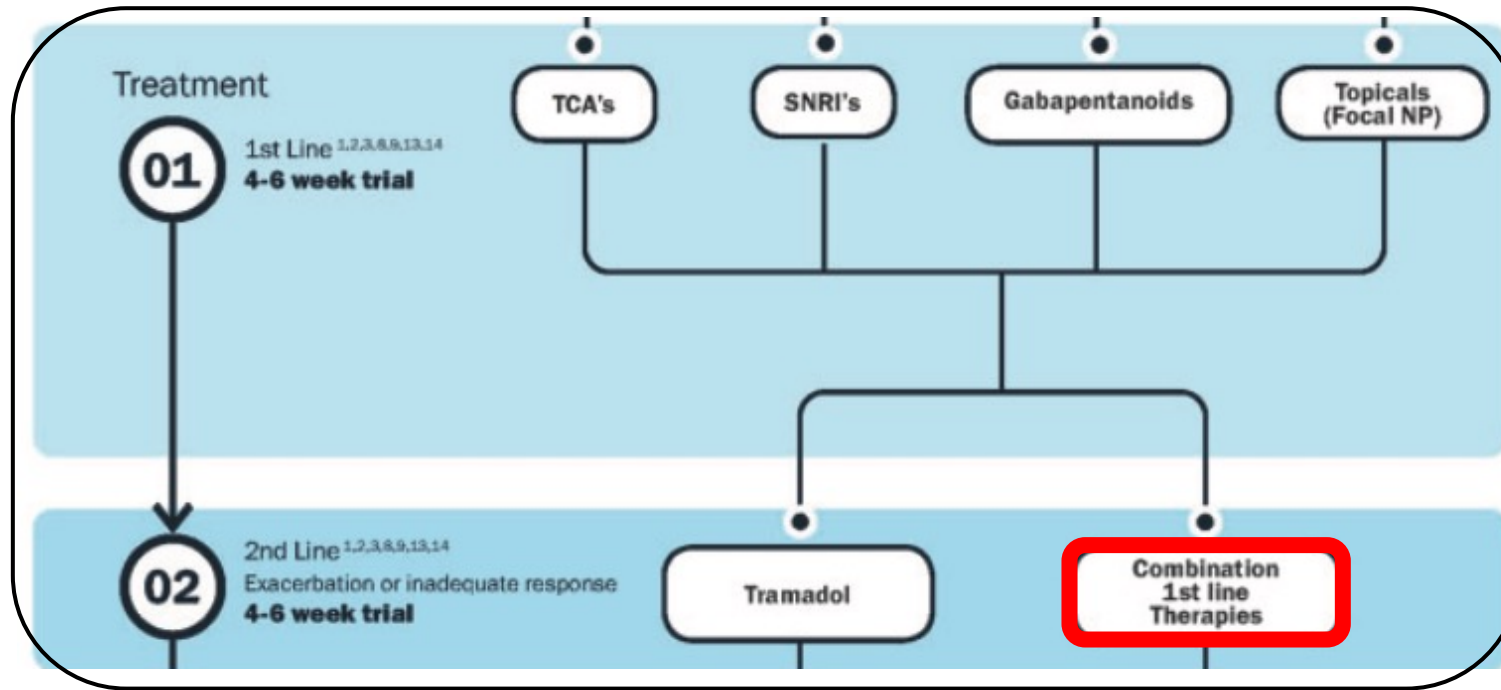 Treatment
TCA's
SNRI's
Gabapentanoids
Topicals
(Focal NP)
01
1st Line 1,2,3,8,9,13,14
4-6 week trial
02
2nd Line 1,2,3,8,9,13,14
Exacerbation or inadequate response
4-6 week trial
Tramadol
Combination
1st line
Therapies